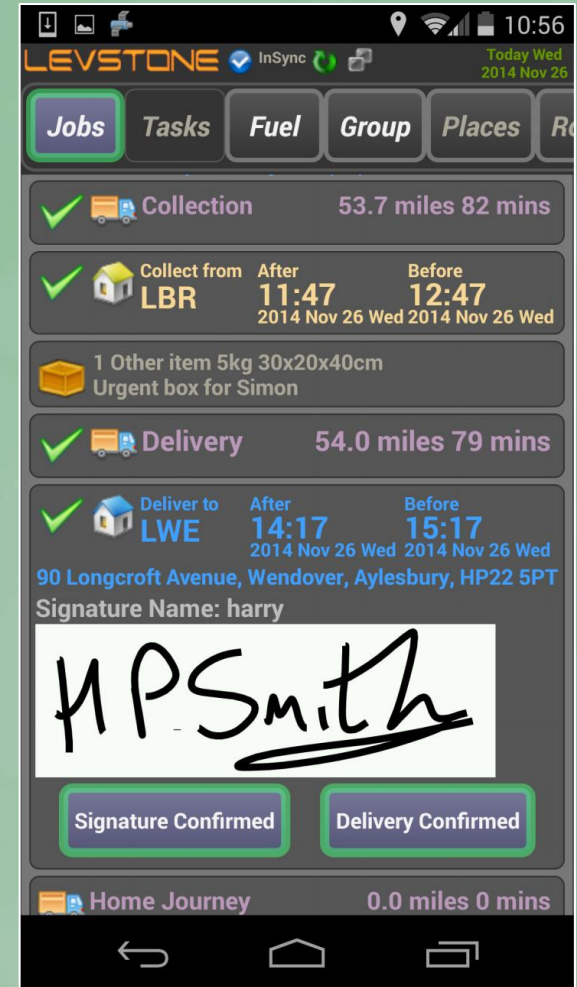 10:56
LEVSTONE InSync Today Wed
2014 Nov 26
Jobs Tasks Fuel Group Places
Collection 53.7 miles 82 mins
Collect from After Before
LBR 11:47 12:47
2014 Nov 26 Wed 2014 Nov 26 Wed
1 Other item 5kg 30x20x40cm
Urgent box for Simon
Delivery 54.0 miles 79 mins
Deliver to After Before
LWE 14:17 15:17
2014 Nov 26 Wed 2014 Nov 26 Wed
90 Longcroft Avenue, Wendover, Aylesbury, HP22 5PT
Signature Name: harry
HPSmith
Signature Confirmed Delivery Confirmed
Home Journey 0.0 miles 0 mins